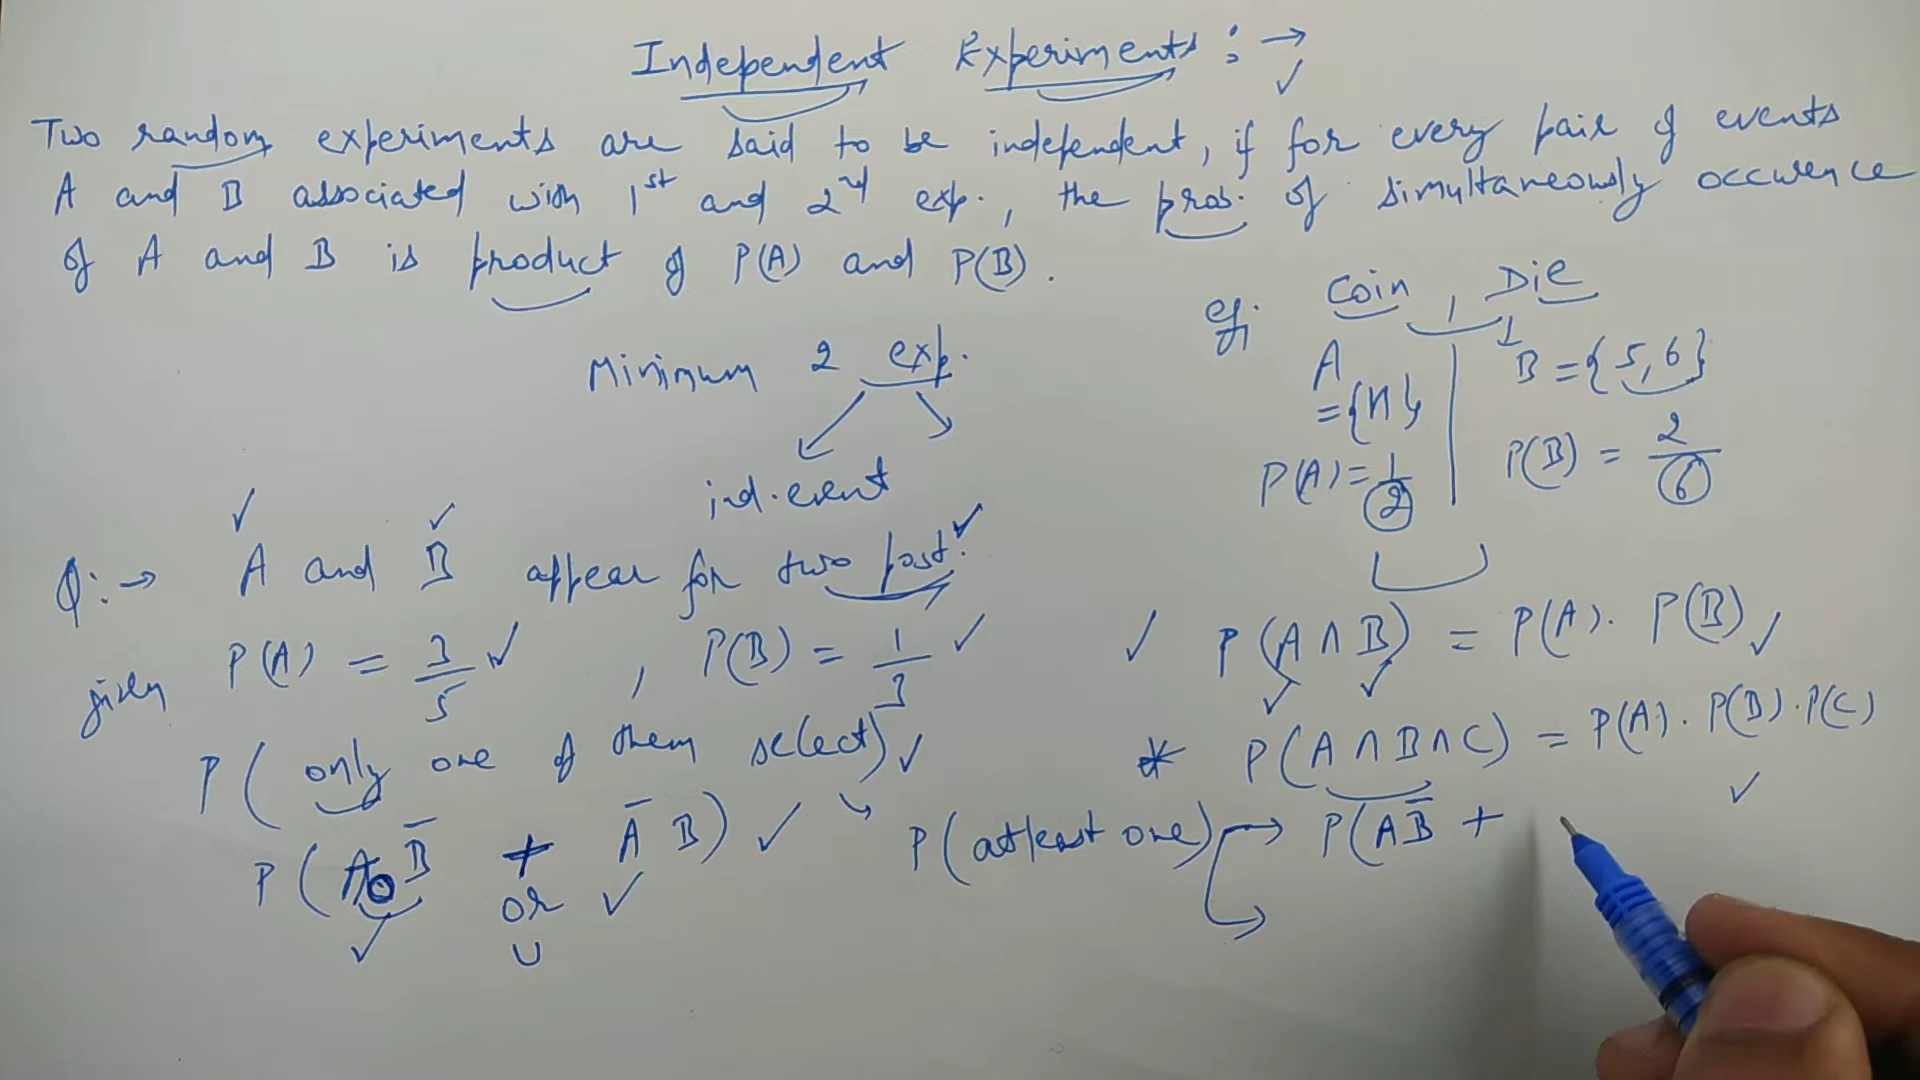 Independent Experiments : →
Two random experiments are said to be independent, if for every pair of events
A and B associated with 1st and 2nd exp., the prob. of simultaneously occurence
of A and B is product of P(A) and P(B).
eg. Coin , Die
Minimum 2 exp.
A = {H}
B = {5,6}
P(A) = 1/2
P(B) = 2/6
ind. event
Q:→ A and B appear for two post.
given P(A) = 3/5 , P(B) = 1/3
P(A ∩ B) = P(A). P(B)
P( only one of them select)
* P(A ∩ B ∩ C) = P(A). P(B). P(C)
P( A B̅ + A̅ B)
or
∪
P(atleast one) → P(AB̅ +